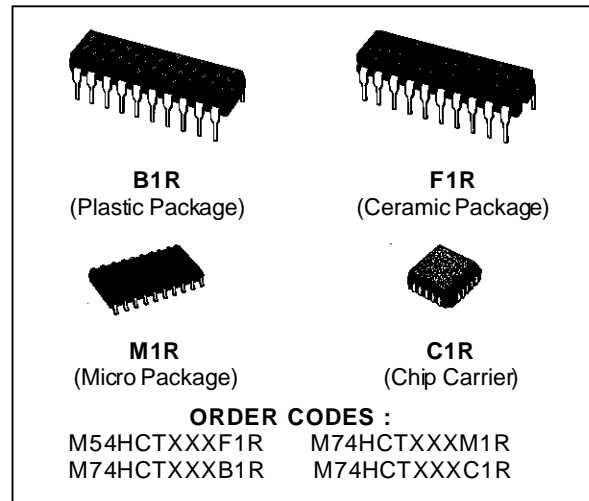 B1R F1R
(Plastic Package) (Ceramic Package)
M1R C1R
(Micro Package) (Chip Carrier)
ORDER CODES :
M54HCTXXXF1R M74HCTXXXM1R
M74HCTXXXB1R M74HCTXXXC1R